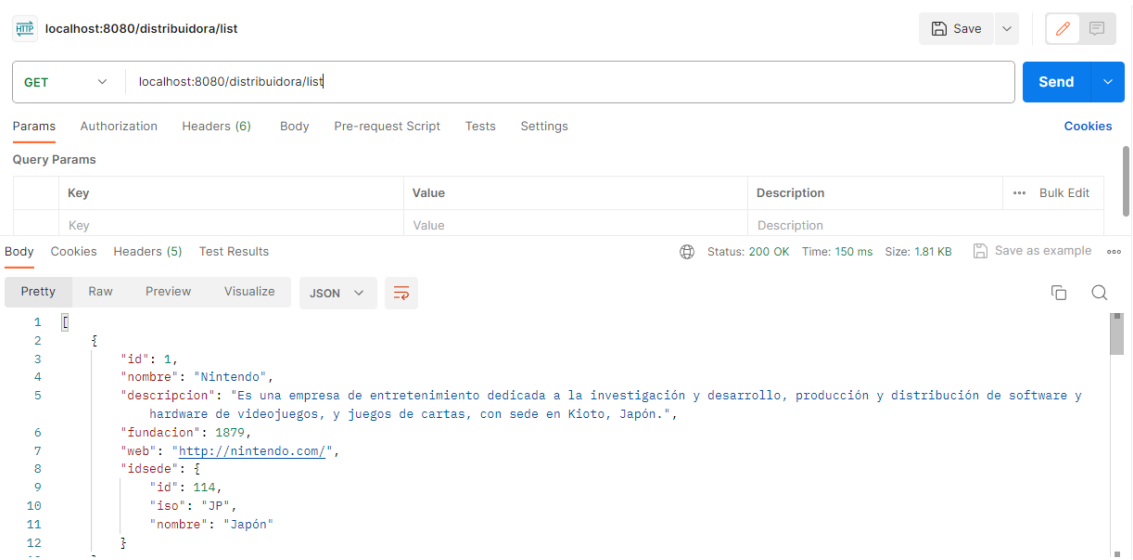 HTTP localhost:8080/distribuidora/list Save
GET localhost:8080/distribuidora/list Send
Params Authorization Headers (6) Body Pre-request Script Tests Settings Cookies
Query Params
Key Value Description ••• Bulk Edit
Key Value Description
Body Cookies Headers (5) Test Results Status: 200 OK Time: 150 ms Size: 1.81 KB Save as example
Pretty Raw Preview Visualize JSON
1 [
2 {
3 "id": 1,
4 "nombre": "Nintendo",
5 "descripcion": "Es una empresa de entretenimiento dedicada a la investigación y desarrollo, producción y distribución de software y
hardware de videojuegos, y juegos de cartas, con sede en Kioto, Japón.",
6 "fundacion": 1879,
7 "web": "http://nintendo.com/",
8 "idsede": {
9 "id": 114,
10 "iso": "JP",
11 "nombre": "Japón"
12 }